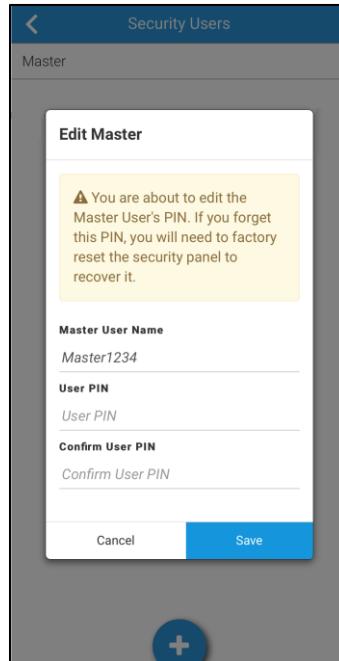 Security Users
Master
Edit Master
You are about to edit the
Master User's PIN. If you forget
this PIN, you will need to factory
reset the security panel to
recover it.
Master User Name
Master1234
User PIN
User PIN
Confirm User PIN
Confirm User PIN
Cancel Save